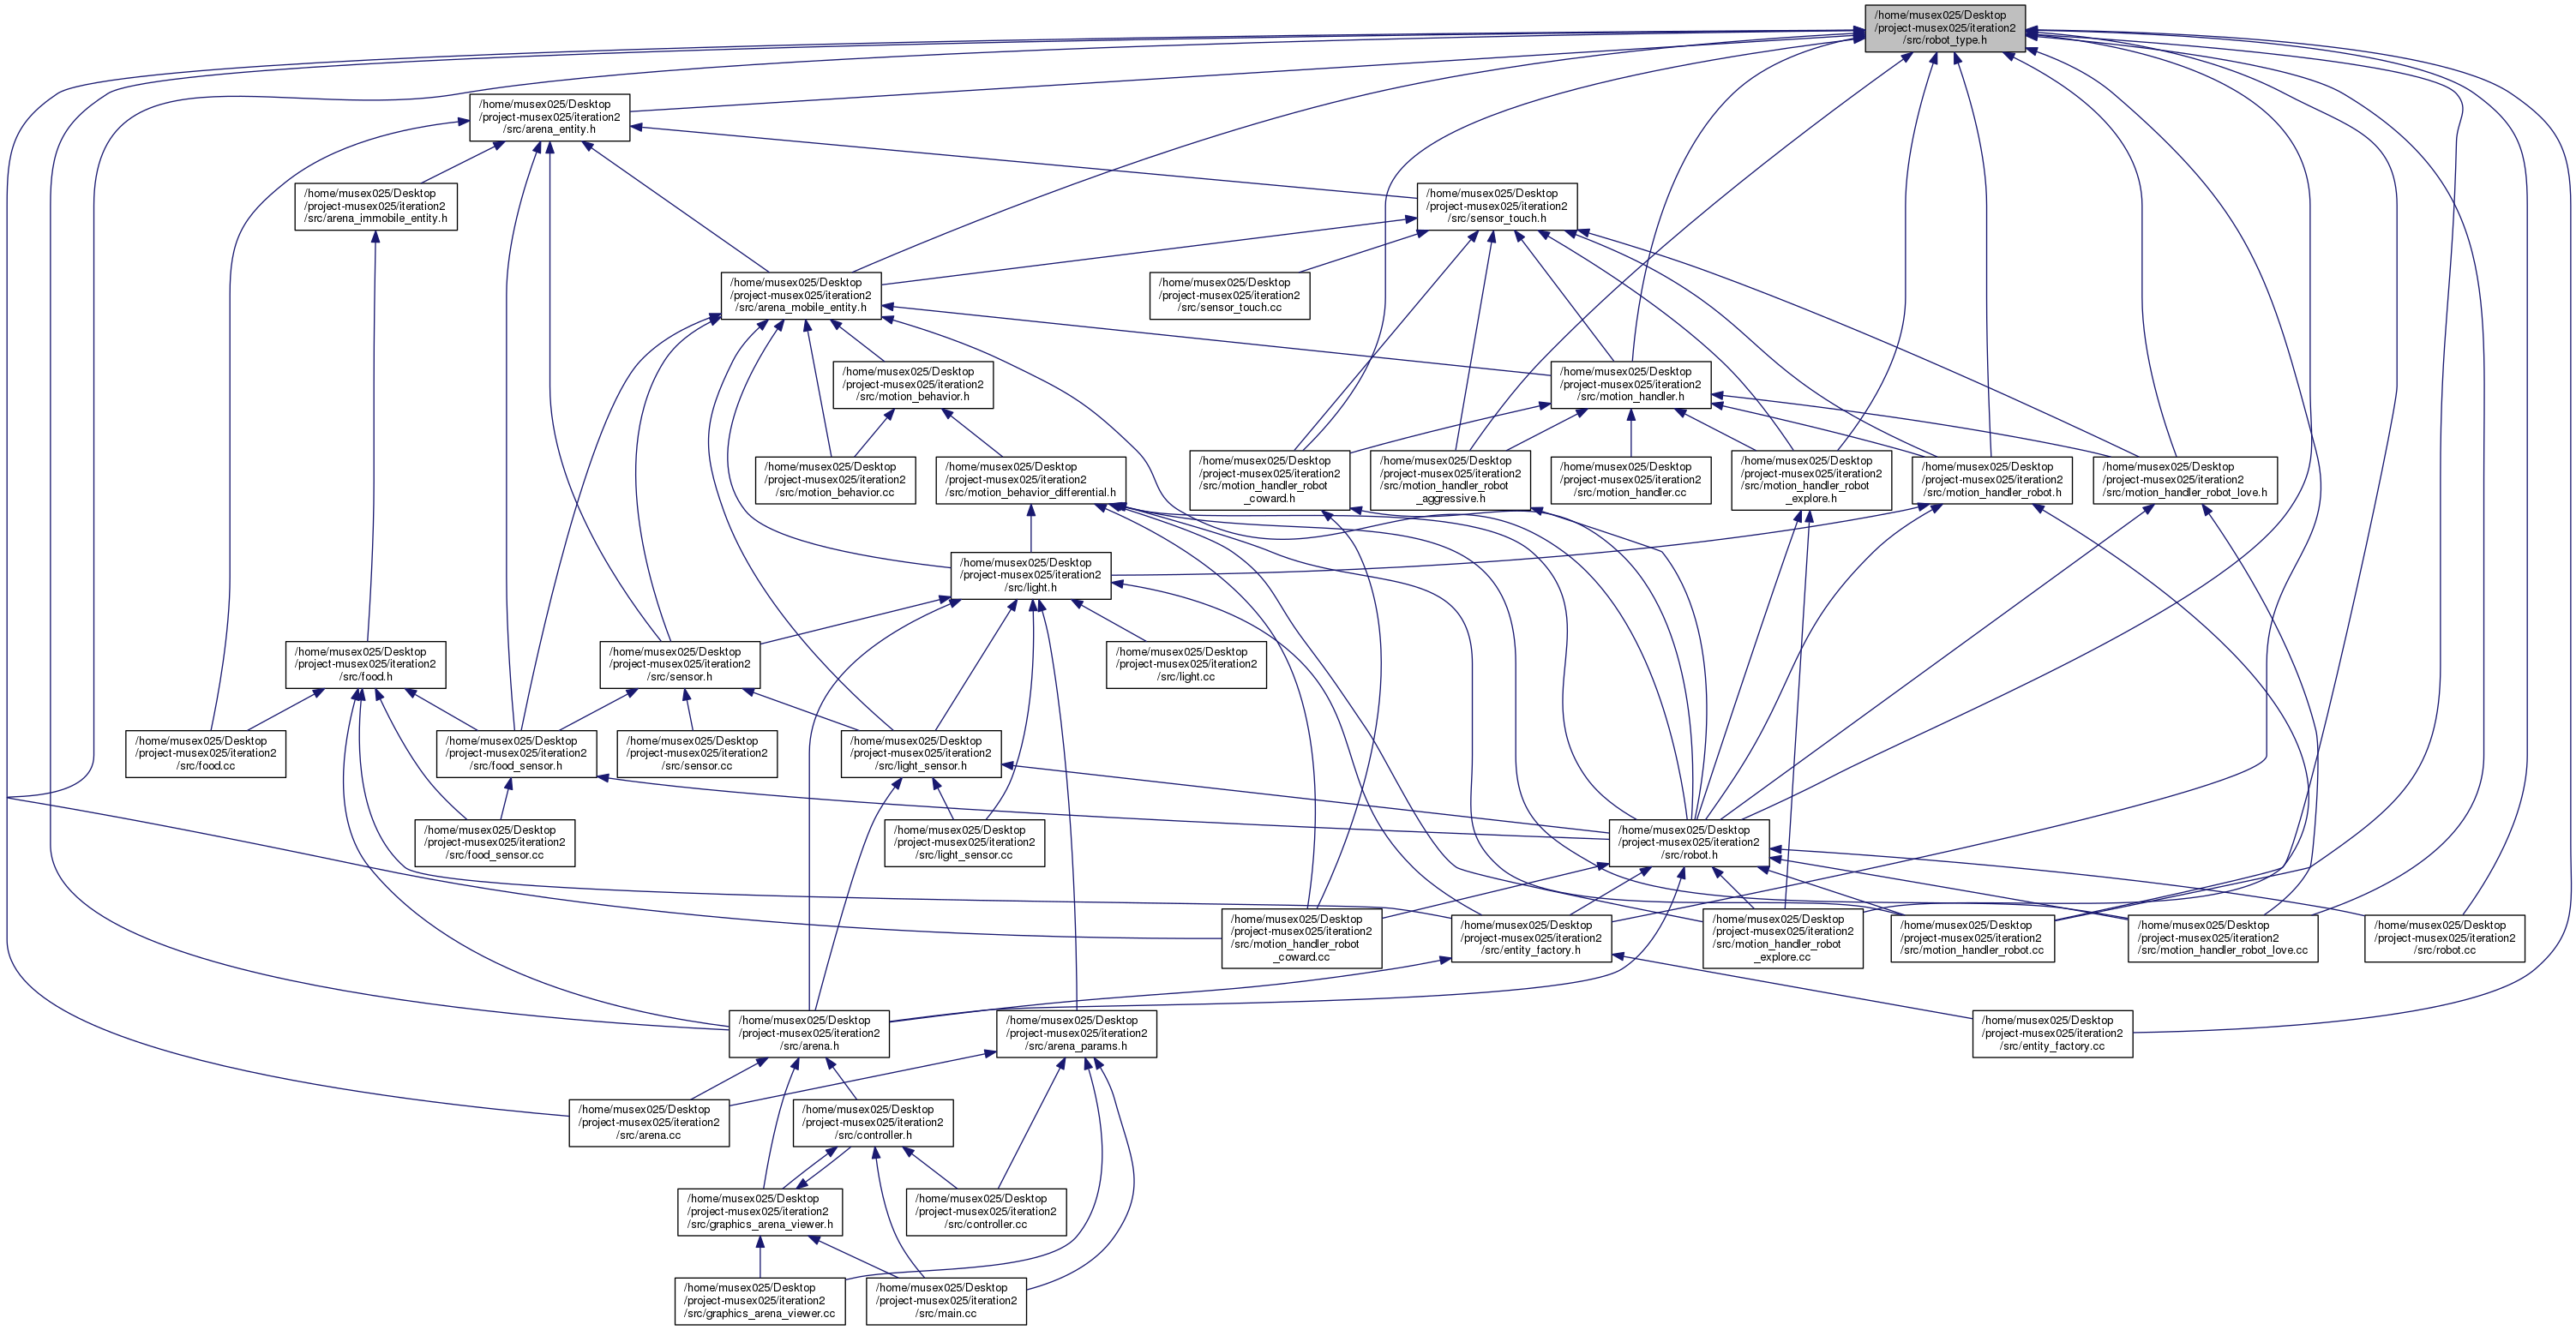 /home/musex025/Desktop
/project-musex025/iteration2
/src/robot_type.h
/home/musex025/Desktop
/project-musex025/iteration2
/src/arena_entity.h
/home/musex025/Desktop
/project-musex025/iteration2
/src/arena_immobile_entity.h
/home/musex025/Desktop
/project-musex025/iteration2
/src/sensor_touch.h
/home/musex025/Desktop
/project-musex025/iteration2
/src/arena_mobile_entity.h
/home/musex025/Desktop
/project-musex025/iteration2
/src/sensor_touch.cc
/home/musex025/Desktop
/project-musex025/iteration2
/src/motion_behavior.h
/home/musex025/Desktop
/project-musex025/iteration2
/src/motion_handler.h
/home/musex025/Desktop
/project-musex025/iteration2
/src/motion_behavior.cc
/home/musex025/Desktop
/project-musex025/iteration2
/src/motion_behavior_differential.h
/home/musex025/Desktop
/project-musex025/iteration2
/src/motion_handler_robot
_coward.h
/home/musex025/Desktop
/project-musex025/iteration2
/src/motion_handler_robot
_aggressive.h
/home/musex025/Desktop
/project-musex025/iteration2
/src/motion_handler.cc
/home/musex025/Desktop
/project-musex025/iteration2
/src/motion_handler_robot
_explore.h
/home/musex025/Desktop
/project-musex025/iteration2
/src/motion_handler_robot.h
/home/musex025/Desktop
/project-musex025/iteration2
/src/motion_handler_robot_love.h
/home/musex025/Desktop
/project-musex025/iteration2
/src/light.h
/home/musex025/Desktop
/project-musex025/iteration2
/src/food.h
/home/musex025/Desktop
/project-musex025/iteration2
/src/sensor.h
/home/musex025/Desktop
/project-musex025/iteration2
/src/light.cc
/home/musex025/Desktop
/project-musex025/iteration2
/src/food.cc
/home/musex025/Desktop
/project-musex025/iteration2
/src/food_sensor.h
/home/musex025/Desktop
/project-musex025/iteration2
/src/sensor.cc
/home/musex025/Desktop
/project-musex025/iteration2
/src/light_sensor.h
/home/musex025/Desktop
/project-musex025/iteration2
/src/food_sensor.cc
/home/musex025/Desktop
/project-musex025/iteration2
/src/light_sensor.cc
/home/musex025/Desktop
/project-musex025/iteration2
/src/robot.h
/home/musex025/Desktop
/project-musex025/iteration2
/src/motion_handler_robot
_coward.cc
/home/musex025/Desktop
/project-musex025/iteration2
/src/entity_factory.h
/home/musex025/Desktop
/project-musex025/iteration2
/src/motion_handler_robot
_explore.cc
/home/musex025/Desktop
/project-musex025/iteration2
/src/motion_handler_robot.cc
/home/musex025/Desktop
/project-musex025/iteration2
/src/motion_handler_robot_love.cc
/home/musex025/Desktop
/project-musex025/iteration2
/src/robot.cc
/home/musex025/Desktop
/project-musex025/iteration2
/src/arena.h
/home/musex025/Desktop
/project-musex025/iteration2
/src/arena_params.h
/home/musex025/Desktop
/project-musex025/iteration2
/src/entity_factory.cc
/home/musex025/Desktop
/project-musex025/iteration2
/src/arena.cc
/home/musex025/Desktop
/project-musex025/iteration2
/src/controller.h
/home/musex025/Desktop
/project-musex025/iteration2
/src/graphics_arena_viewer.h
/home/musex025/Desktop
/project-musex025/iteration2
/src/controller.cc
/home/musex025/Desktop
/project-musex025/iteration2
/src/graphics_arena_viewer.cc
/home/musex025/Desktop
/project-musex025/iteration2
/src/main.cc